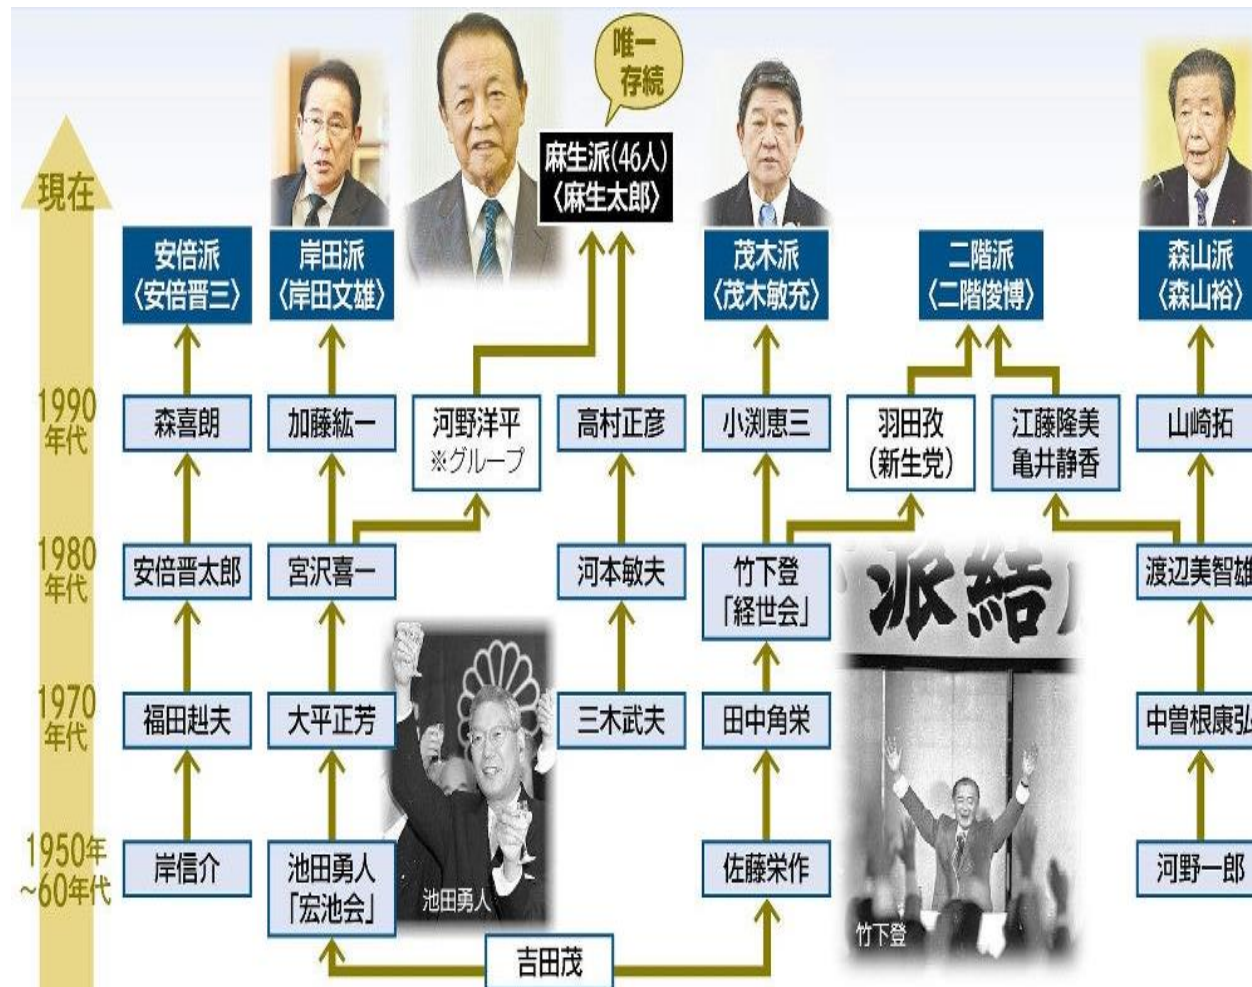 唯一
存続
麻生派(46人)
〈麻生太郎〉
現在
安倍派
〈安倍晋三〉
岸田派
〈岸田文雄〉
茂木派
〈茂木敏充〉
二階派
〈二階俊博〉
森山派
〈森山裕〉
1990
年代
森喜朗
加藤紘一
河野洋平
※グループ
高村正彦
小渕恵三
羽田孜
(新生党)
江藤隆美
亀井静香
山崎拓
1980
年代
安倍晋太郎
宮沢喜一
河本敏夫
竹下登
「経世会」
渡辺美智雄
派結
1970
年代
福田赳夫
大平正芳
三木武夫
田中角栄
中曽根康弘
1950年
~60年代
岸信介
池田勇人
「宏池会」
池田勇人
佐藤栄作
竹下登
河野一郎
吉田茂